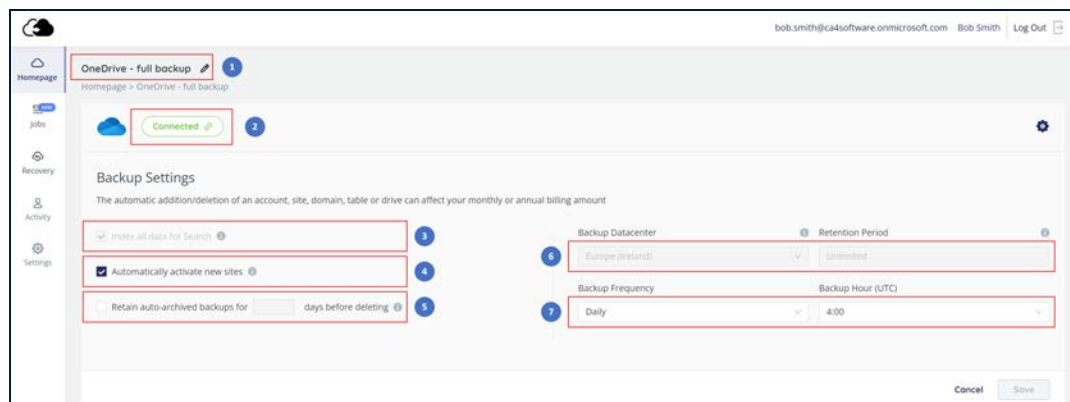 bob.smith@ca4software.onmicrosoft.com Bob Smith Log Out
Homepage
OneDrive - full backup 1
Homepage > OneDrive - full backup
NEW
Jobs
Connected 2
Recovery
Backup Settings
The automatic addition/deletion of an account, site, domain, table or drive can affect your monthly or annual billing amount
Activity
Settings
Index all data for Search 3
Automatically activate new sites 4
Retain auto-archived backups for days before deleting 5
Backup Datacenter Retention Period
6 Europe (Ireland) Unlimited
Backup Frequency Backup Hour (UTC)
7 Daily 4:00
Cancel Save